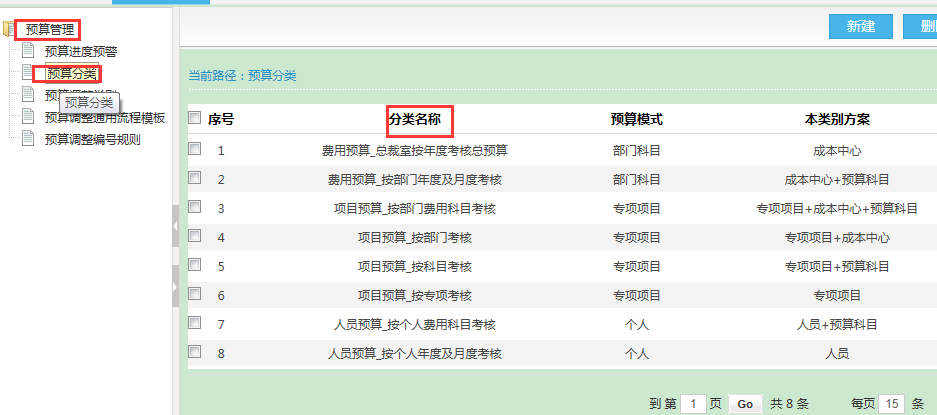 预算管理
预算进度预警
预算分类
预算分类
预算调整通用流程模板
预算调整编号规则
新建
当前路径：预算分类
序号 分类名称 预算模式 本类别方案
1 费用预算_总裁室按年度考核总预算 部门科目 成本中心
2 费用预算_按部门年度及月度考核 部门科目 成本中心+预算科目
3 项目预算_按部门费用科目考核 专项项目 专项项目+成本中心+预算科目
4 项目预算_按部门考核 专项项目 专项项目+成本中心
5 项目预算_按科目考核 专项项目 专项项目+预算科目
6 项目预算_按专项考核 专项项目 专项项目
7 人员预算_按个人费用科目考核 个人 人员+预算科目
8 人员预算_按个人年度及月度考核 个人 人员
到 第 1 页 Go 共 8 条 每页 15 条